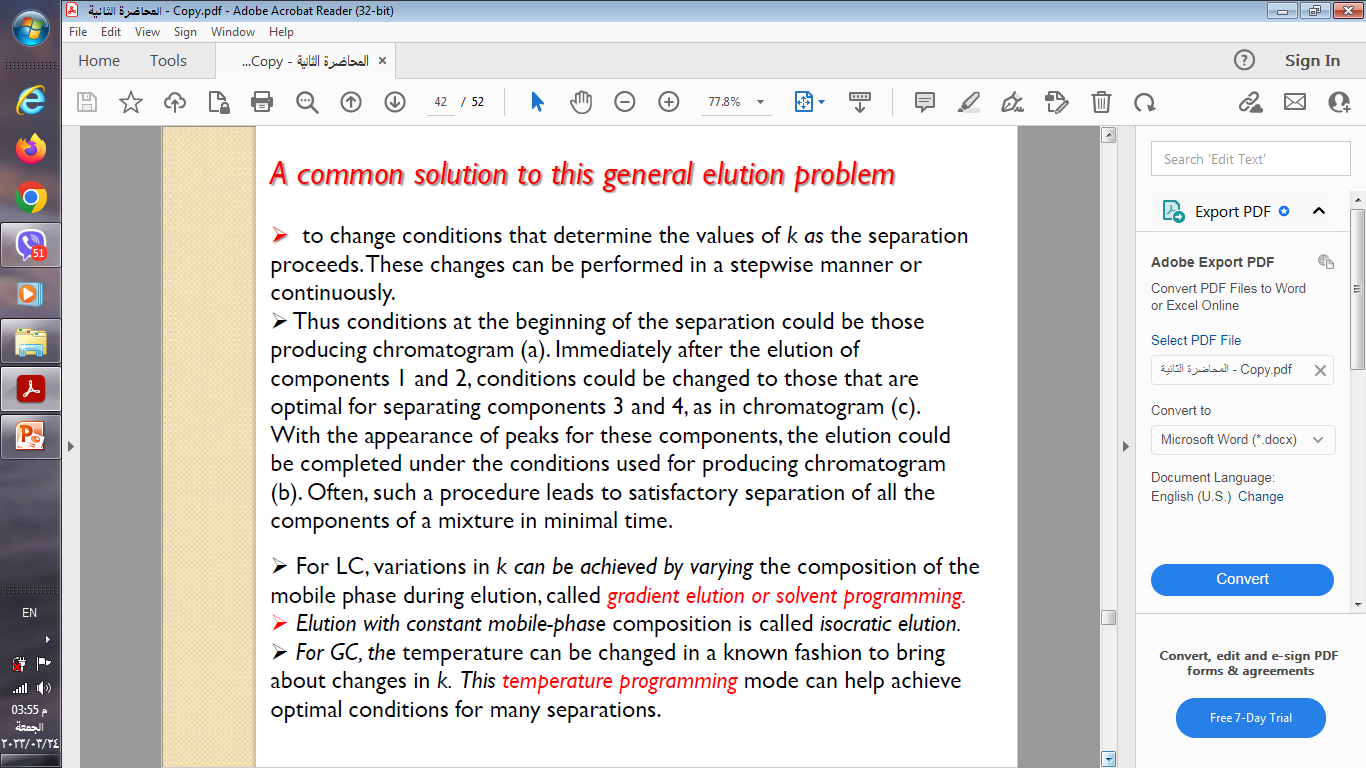 المحاضرة الثانية - Copy.pdf - Adobe Acrobat Reader (32-bit)
File Edit View Sign Window Help
Home Tools ...Copy - المحاضرة الثانية × Sign In
42 / 52 77.8%
A common solution to this general elution problem
to change conditions that determine the values of k as the separation
proceeds. These changes can be performed in a stepwise manner or
continuously.
Thus conditions at the beginning of the separation could be those
producing chromatogram (a). Immediately after the elution of
components 1 and 2, conditions could be changed to those that are
optimal for separating components 3 and 4, as in chromatogram (c).
With the appearance of peaks for these components, the elution could
be completed under the conditions used for producing chromatogram
(b). Often, such a procedure leads to satisfactory separation of all the
components of a mixture in minimal time.
For LC, variations in k can be achieved by varying the composition of the
mobile phase during elution, called gradient elution or solvent programming.
Elution with constant mobile-phase composition is called isocratic elution.
For GC, the temperature can be changed in a known fashion to bring
about changes in k. This temperature programming mode can help achieve
optimal conditions for many separations.
Search 'Edit Text'
Export PDF
Adobe Export PDF
Convert PDF Files to Word
or Excel Online
Select PDF File
المحاضرة الثانية - Copy.pdf
Convert to
Microsoft Word (*.docx)
Document Language:
English (U.S.) Change
Convert
Convert, edit and e-sign PDF
forms & agreements
Free 7-Day Trial
51
EN
03:55 م
الجمعة
٢٠٢٣/٠٣/٢٤